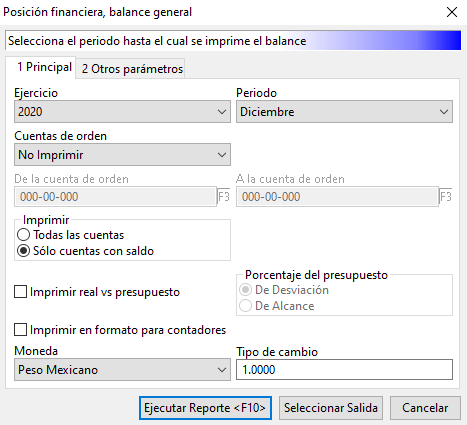 Posición financiera, balance general
Selecciona el periodo hasta el cual se imprime el balance
1 Principal 2 Otros parámetros
Ejercicio Periodo
2020 Diciembre
Cuentas de orden
No Imprimir
De la cuenta de orden A la cuenta de orden
000-00-000 F3 000-00-000 F3
Imprimir
Todas las cuentas
Sólo cuentas con saldo
Porcentaje del presupuesto
Imprimir real vs presupuesto De Desviación
De Alcance
Imprimir en formato para contadores
Moneda Tipo de cambio
Peso Mexicano 1.0000
Ejecutar Reporte <F10> Seleccionar Salida Cancelar